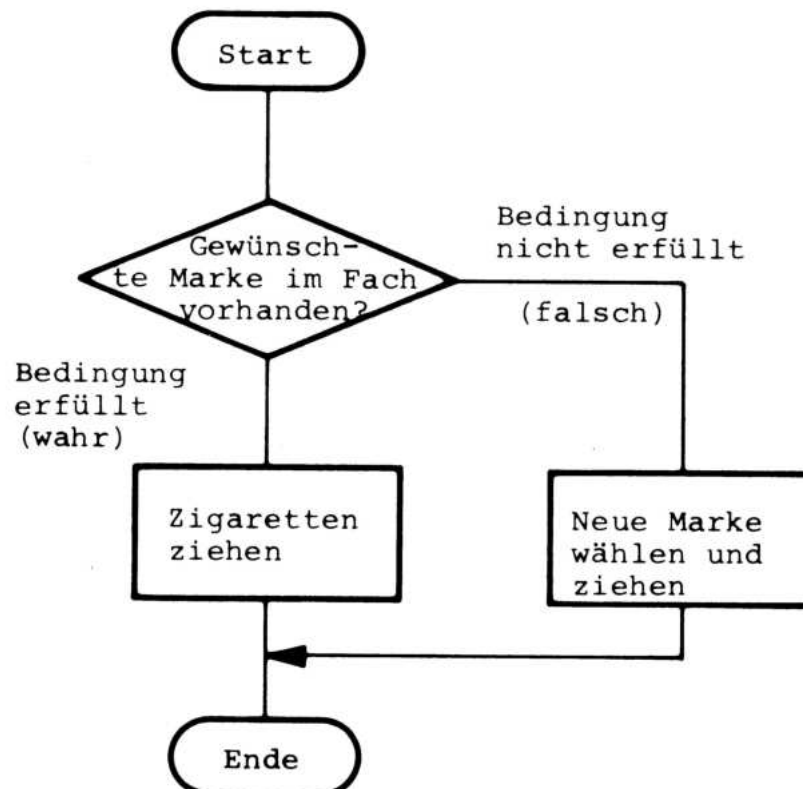 Start
Gewünsch-
te Marke im Fach
vorhanden?
Bedingung
nicht erfüllt
(falsch)
Bedingung
erfüllt
(wahr)
Zigaretten
ziehen
Neue Marke
wählen und
ziehen
Ende